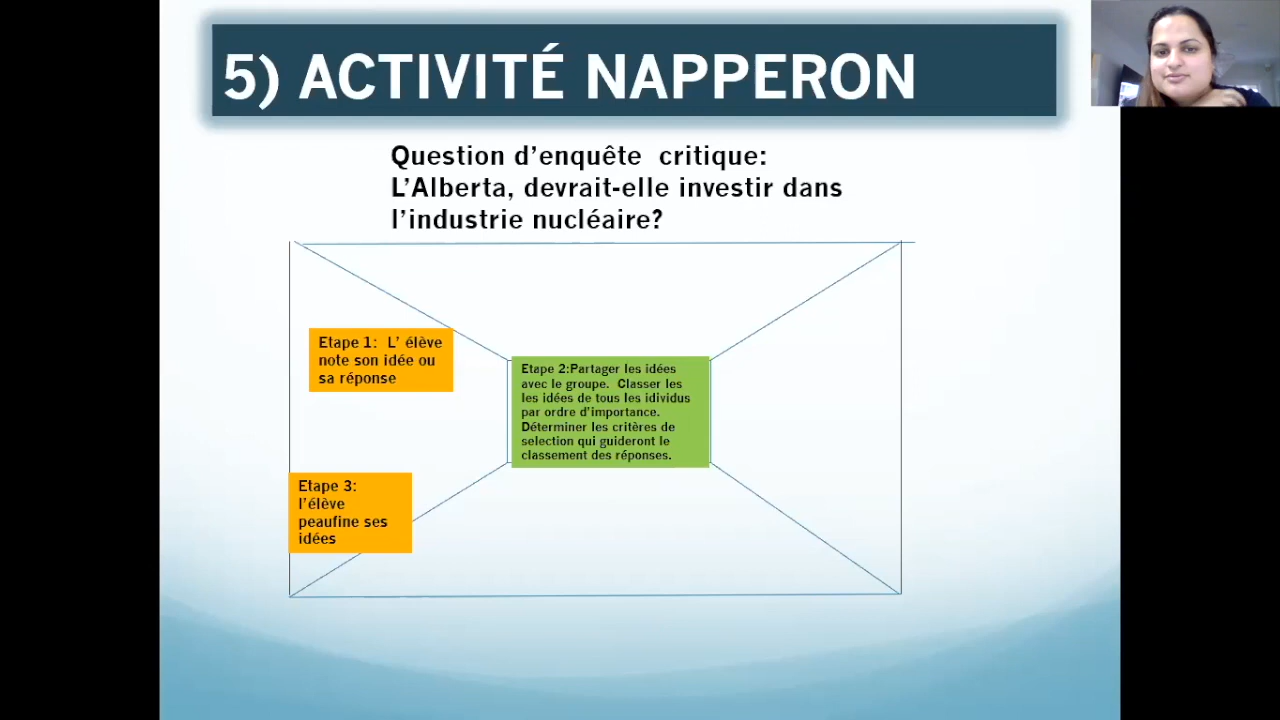 5) ACTIVITÉ NAPPERON
Question d’enquête  critique:
L’Alberta, devrait-elle investir dans
l’industrie nucléaire?
Etape 1:  L’ élève
note son idée ou
sa réponse
Etape 2:Partager les idées
avec le groupe.  Classer les
les idées de tous les idividus
par ordre d’importance.
Déterminer les critères de
selection qui guideront le
classement des réponses.
Etape 3:
l’élève
peaufine ses
idées